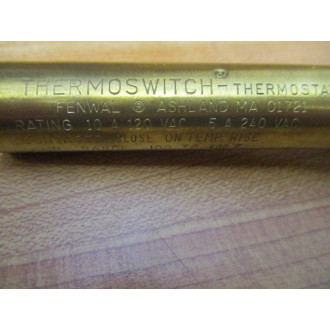 THERMOSWITCH®-THERMOSTA
FENWAL ® ASHLAND MA 01721
RATING 10 A 120 VAC 5 A 240 VAC
CLOSE ON TEMP RISE